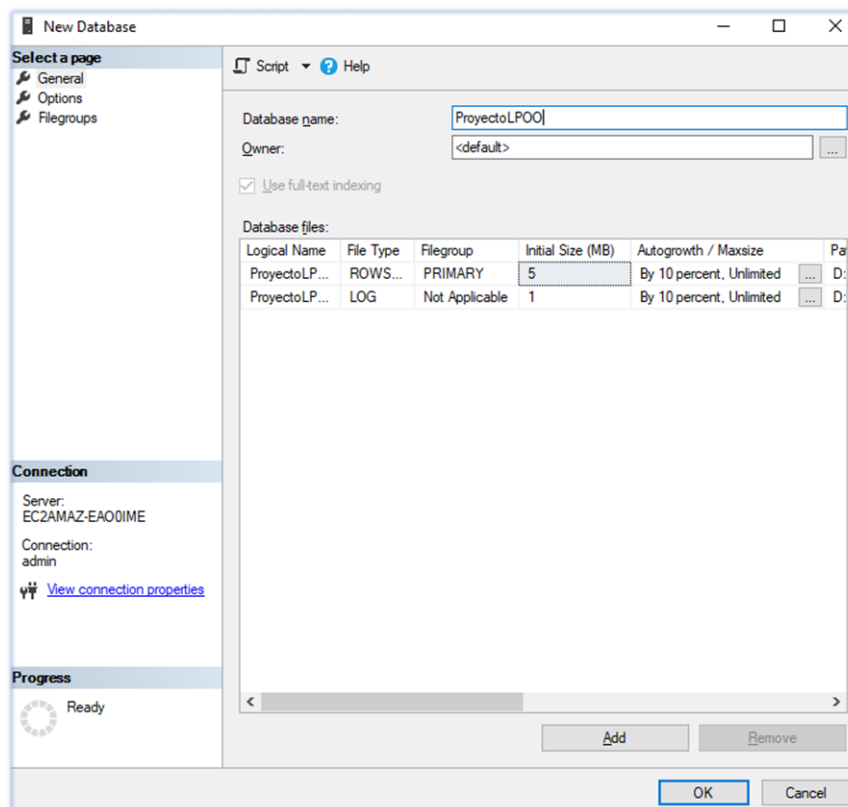 New Database
Select a page
General
Options
Filegroups
Script
Help
Database name:
ProyectoLPOO
Owner:
<default>
...
Use full-text indexing
Database files:
Logical Name File Type Filegroup Initial Size (MB) Autogrowth / Maxsize Pat
ProyectoLP... ROWS... PRIMARY 5 By 10 percent, Unlimited ... D:
ProyectoLP... LOG Not Applicable 1 By 10 percent, Unlimited ... D:
Connection
Server:
EC2AMAZ-EAO0IME
Connection:
admin
View connection properties
Progress
Ready
Add Remove
OK Cancel